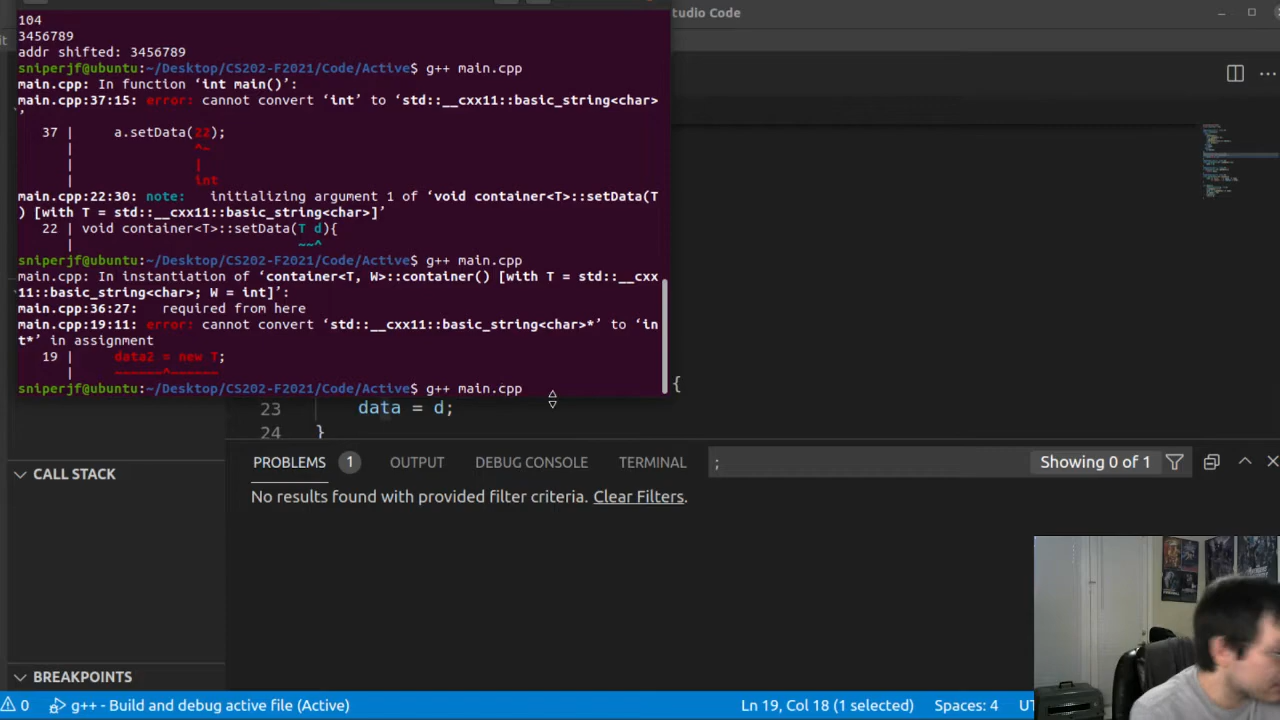 tudio Code
it
104
3456789
addr shifted: 3456789
sniperjf@ubuntu:~/Desktop/CS202-F2021/Code/Active$ g++ main.cpp
main.cpp: In function ‘int main()’:
main.cpp:37:15: error: cannot convert ‘int’ to ‘std::__cxx11::basic_string<char>
’
37 |     a.setData(22);
|               ^~
|               |
|               int
main.cpp:22:30: note:   initializing argument 1 of ‘void container<T>::setData(T
) [with T = std::__cxx11::basic_string<char>]’
22 | void container<T>::setData(T d){
|                            ~~^
sniperjf@ubuntu:~/Desktop/CS202-F2021/Code/Active$ g++ main.cpp
main.cpp: In instantiation of ‘container<T, W>::container() [with T = std::__cxx
11::basic_string<char>; W = int]’:
main.cpp:36:27:   required from here
main.cpp:19:11: error: cannot convert ‘std::__cxx11::basic_string<char>*’ to ‘in
t*’ in assignment
19 |     data2 = new T;
|     ~~~~~~^~~~~~~
sniperjf@ubuntu:~/Desktop/CS202-F2021/Code/Active$ g++ main.cpp
{
23 data = d;
24 }
CALL STACK
PROBLEMS 1 OUTPUT DEBUG CONSOLE TERMINAL ; Showing 0 of 1
No results found with provided filter criteria. Clear Filters.
BREAKPOINTS
0 g++ - Build and debug active file (Active) Ln 19, Col 18 (1 selected) Spaces: 4 UT